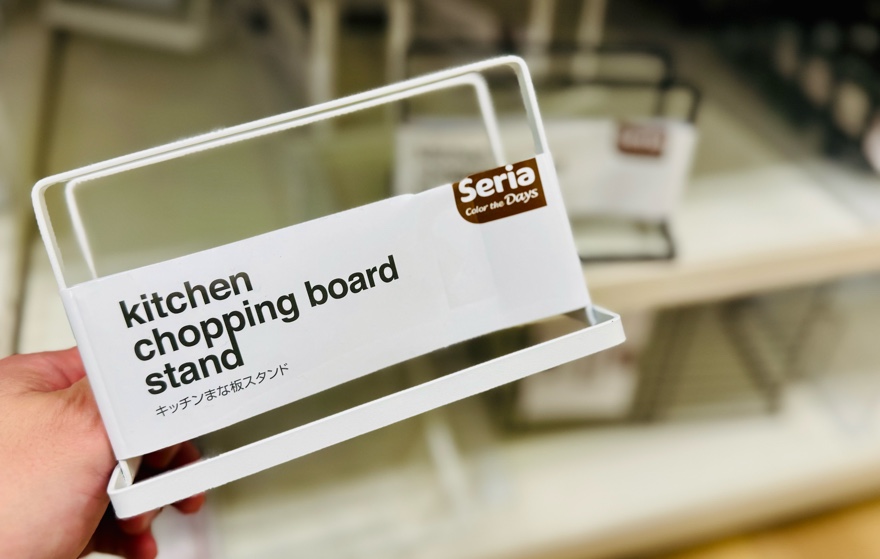 Seria
Color the Days
kitchen
chopping board
stand
キッチンまな板スタンド